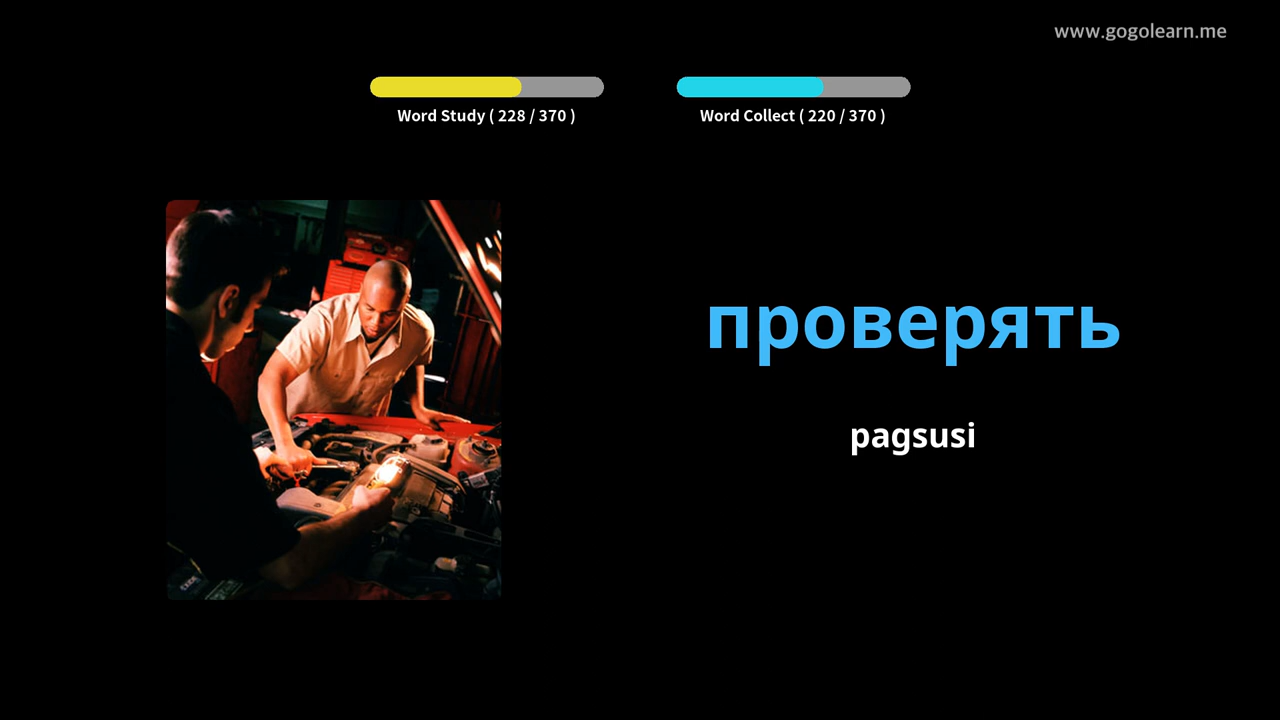 www.gogolearn.me
Word Study ( 228 / 370 )
Word Collect ( 220 / 370 )
проверять
pagsusi